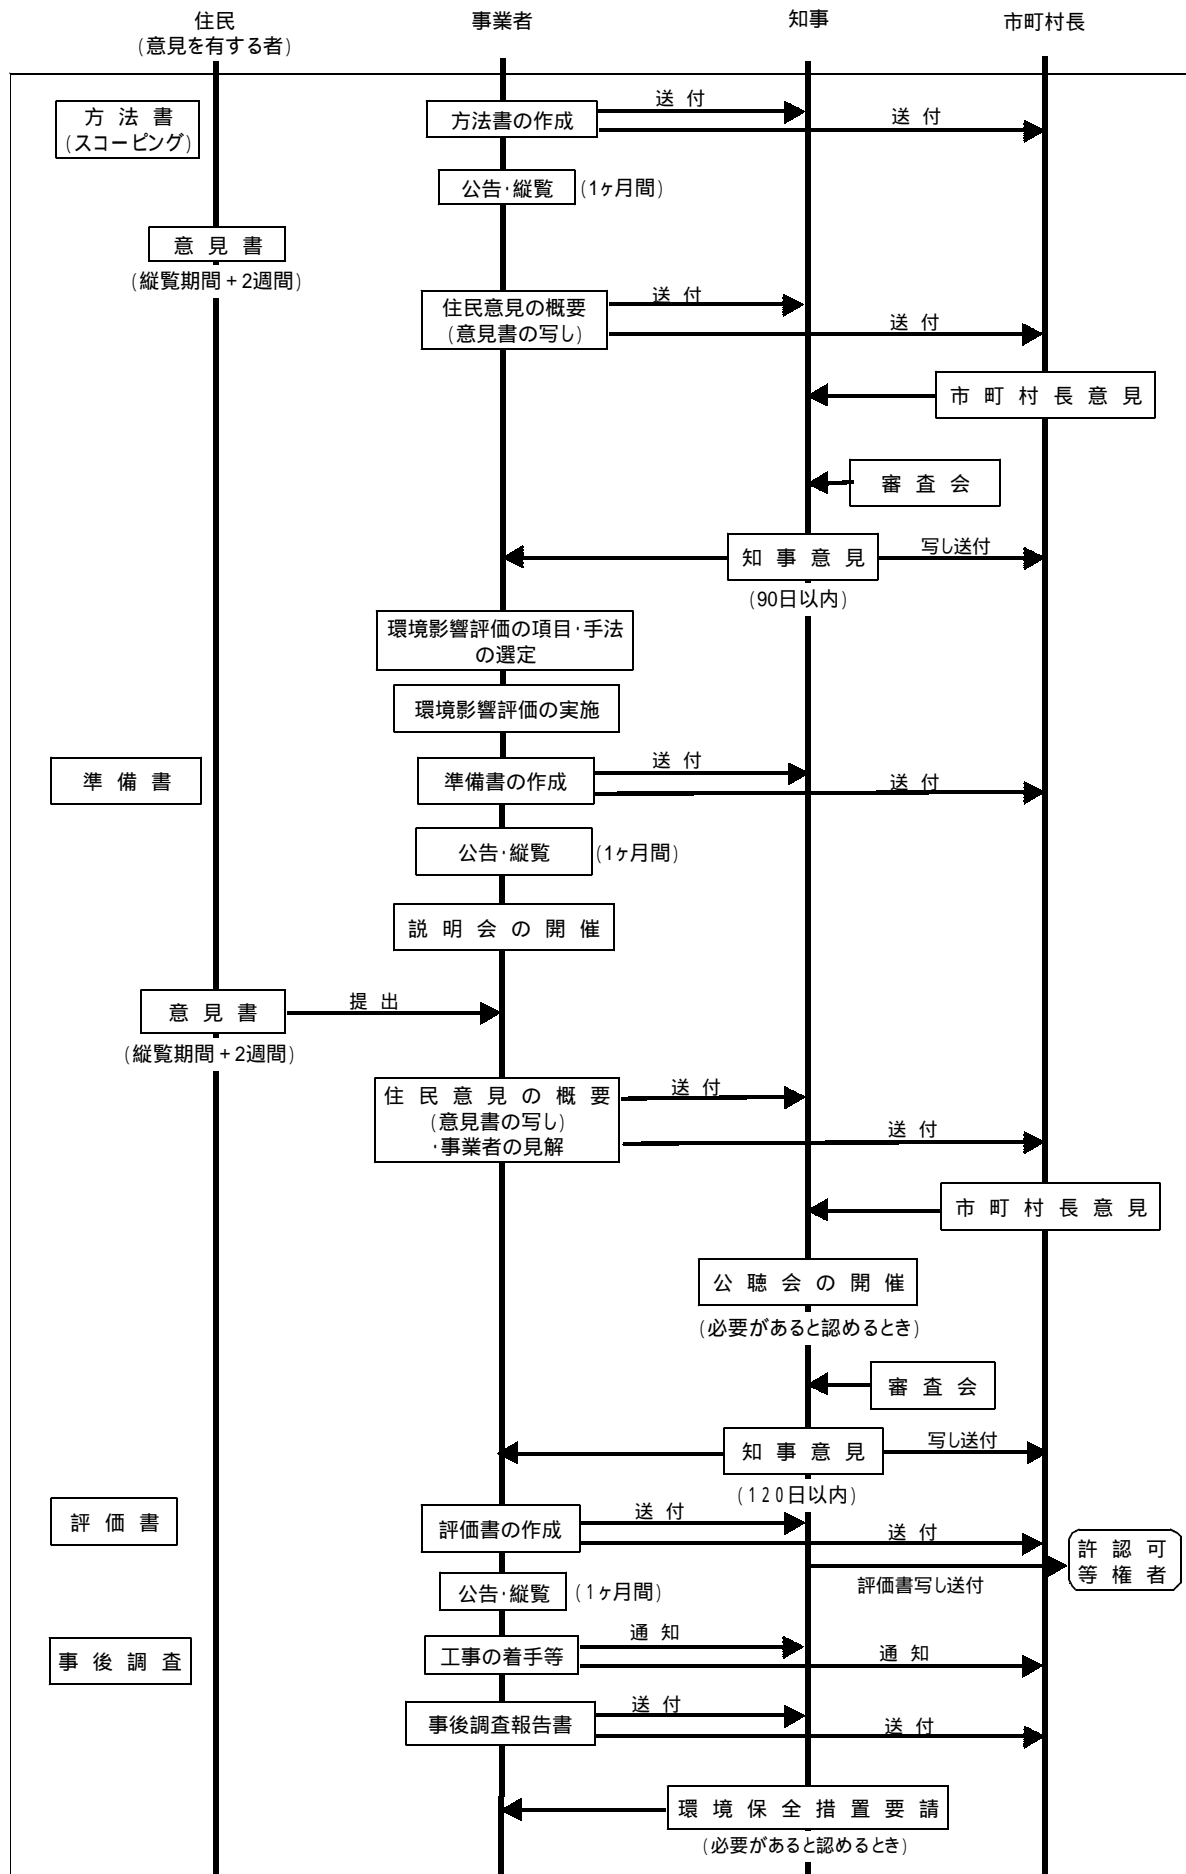 住民
(意見を有する者)
事業者
知事
市町村長
方法書
(スコーピング)
方法書の作成
送付
送付
公告・縦覧
(1ヶ月間)
意見書
(縦覧期間+2週間)
住民意見の概要
(意見書の写し)
送付
送付
市町村長意見
審査会
知事意見
写し送付
(90日以内)
環境影響評価の項目・手法
の選定
環境影響評価の実施
準備書
準備書の作成
送付
送付
公告・縦覧
(1ヶ月間)
説明会の開催
意見書
提出
(縦覧期間+2週間)
住民意見の概要
(意見書の写し)
・事業者の見解
送付
送付
市町村長意見
公聴会の開催
(必要があると認めるとき)
審査会
知事意見
写し送付
(120日以内)
評価書
評価書の作成
送付
送付
許認可
等権者
評価書写し送付
公告・縦覧
(1ヶ月間)
事後調査
工事の着手等
通知
通知
事後調査報告書
送付
送付
環境保全措置要請
(必要があると認めるとき)